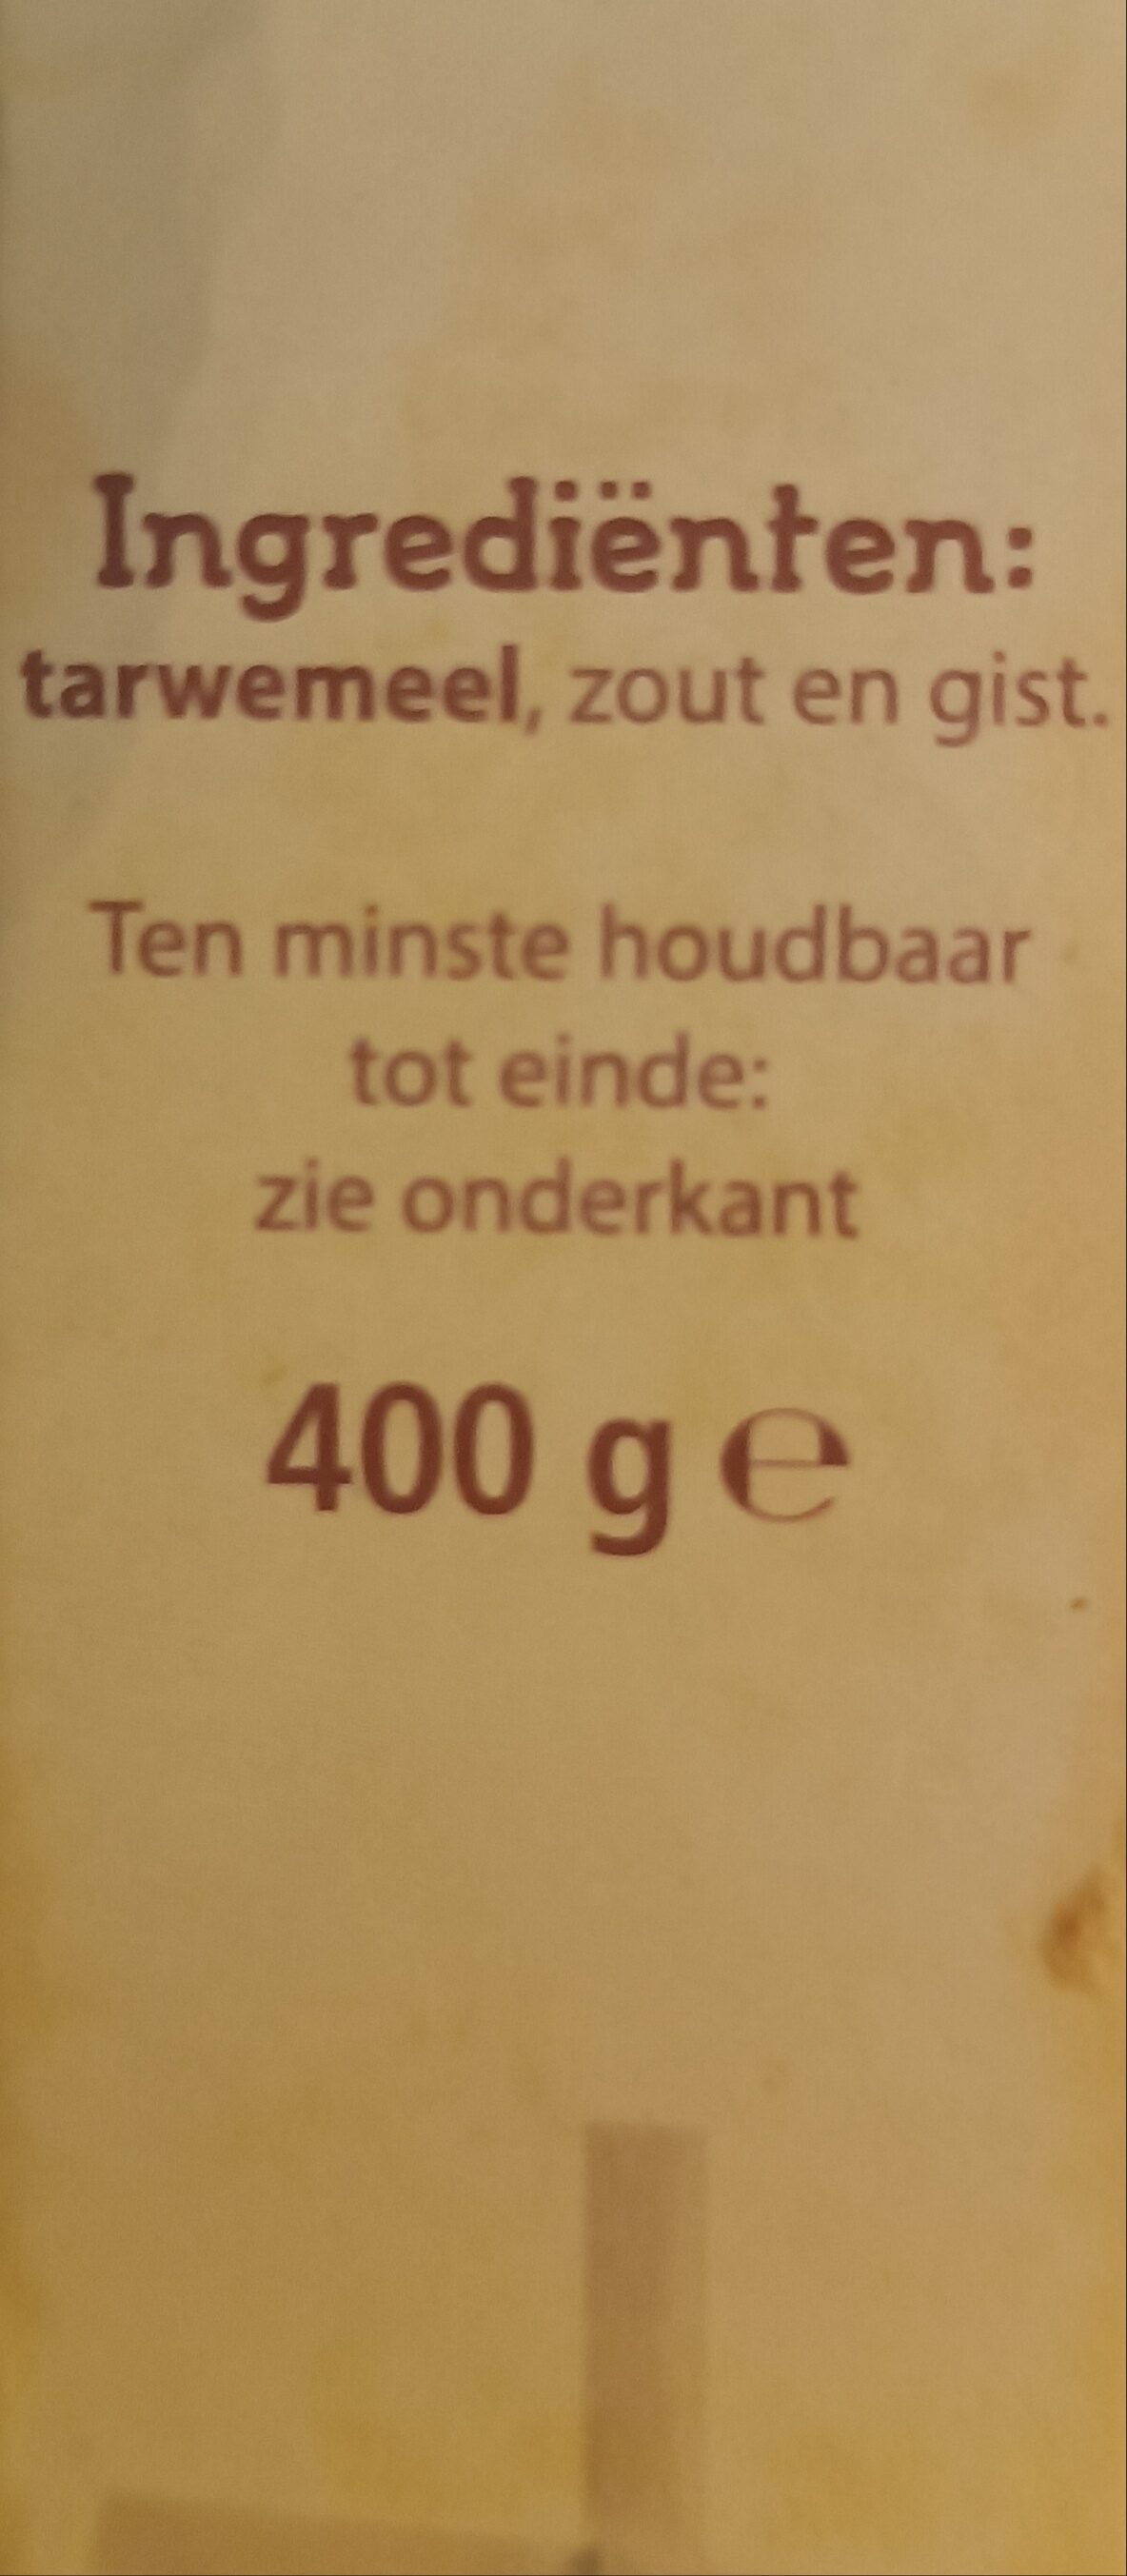 Ingrediënten:
tarwemeel, zout en gist.
Ten minste houdbaar
tot einde:
zie onderkant
400 g ℮